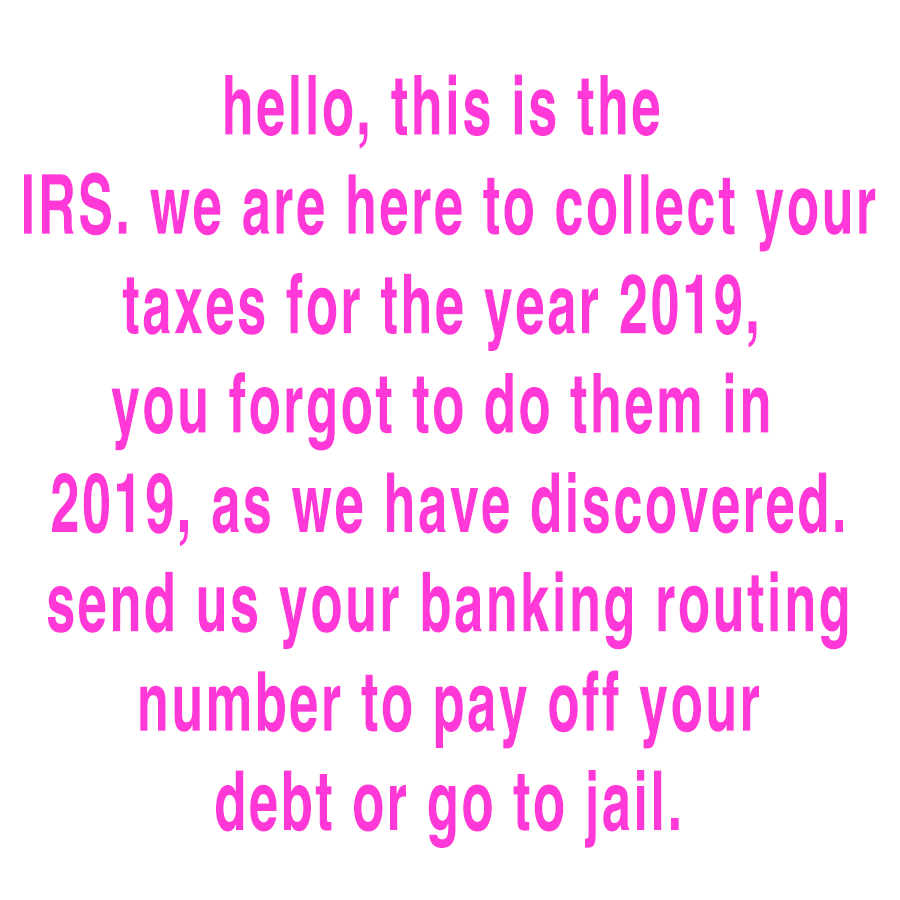 hello, this is the
IRS. we are here to collect your
taxes for the year 2019,
you forgot to do them in
2019, as we have discovered.
send us your banking routing
number to pay off your
debt or go to jail.